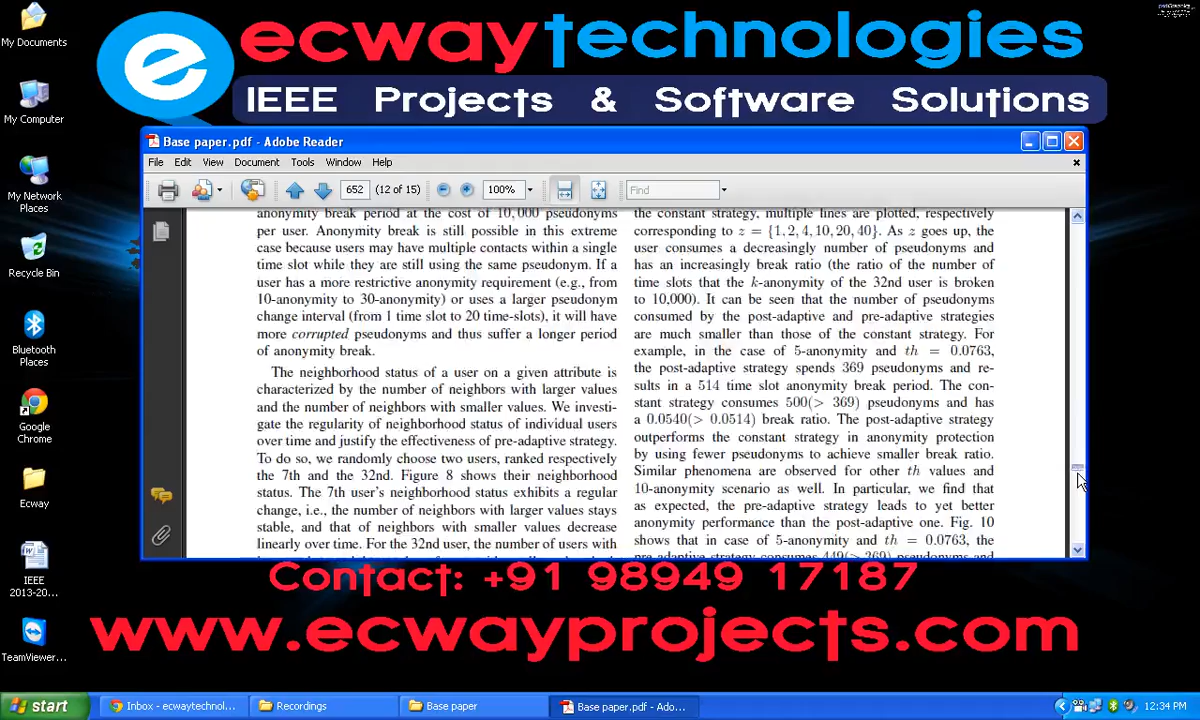 My Documents
My Computer
My Network
Places
Recycle Bin
Bluetooth
Places
Google
Chrome
Ecway
IEEE
2013-20...
TeamViewer...
e
ecwaytechnologies
IEEE Projects & Software Solutions
Base paper.pdf - Adobe Reader
File Edit View Document Tools Window Help
652 (12 of 15) 100% Find
anonymity break period at the cost of 10,000 pseudonyms
per user. Anonymity break is still possible in this extreme
case because users may have multiple contacts within a single
time slot while they are still using the same pseudonym. If a
user has a more restrictive anonymity requirement (e.g., from
10-anonymity to 30-anonymity) or uses a larger pseudonym
change interval (from 1 time slot to 20 time-slots), it will have
more corrupted pseudonyms and thus suffer a longer period
of anonymity break.
The neighborhood status of a user on a given attribute is
characterized by the number of neighbors with larger values
and the number of neighbors with smaller values. We investi-
gate the regularity of neighborhood status of individual users
over time and justify the effectiveness of pre-adaptive strategy.
To do so, we randomly choose two users, ranked respectively
the 7th and the 32nd. Figure 8 shows their neighborhood
status. The 7th user's neighborhood status exhibits a regular
change, i.e., the number of neighbors with larger values stays
stable, and that of neighbors with smaller values decrease
linearly over time. For the 32nd user, the number of users with
the constant strategy, multiple lines are plotted, respectively
corresponding to z = {1, 2, 4, 10, 20, 40}. As z goes up, the
user consumes a decreasingly number of pseudonyms and
has an increasingly break ratio (the ratio of the number of
time slots that the k-anonymity of the 32nd user is broken
to 10,000). It can be seen that the number of pseudonyms
consumed by the post-adaptive and pre-adaptive strategies
are much smaller than those of the constant strategy. For
example, in the case of 5-anonymity and th = 0.0763,
the post-adaptive strategy spends 369 pseudonyms and re-
sults in a 514 time slot anonymity break period. The con-
stant strategy consumes 500(> 369) pseudonyms and has
a 0.0540(> 0.0514) break ratio. The post-adaptive strategy
outperforms the constant strategy in anonymity protection
by using fewer pseudonyms to achieve smaller break ratio.
Similar phenomena are observed for other th values and
10-anonymity scenario as well. In particular, we find that
as expected, the pre-adaptive strategy leads to yet better
anonymity performance than the post-adaptive one. Fig. 10
shows that in case of 5-anonymity and th = 0.0763, the
pre-adaptive strategy consumes 449(> 369) pseudonyms and
Contact: +91 98949 17187
www.ecwayprojects.com
start Inbox - ecwaytechnol... Recordings Base paper Base paper.pdf - Ado... 12:34 PM